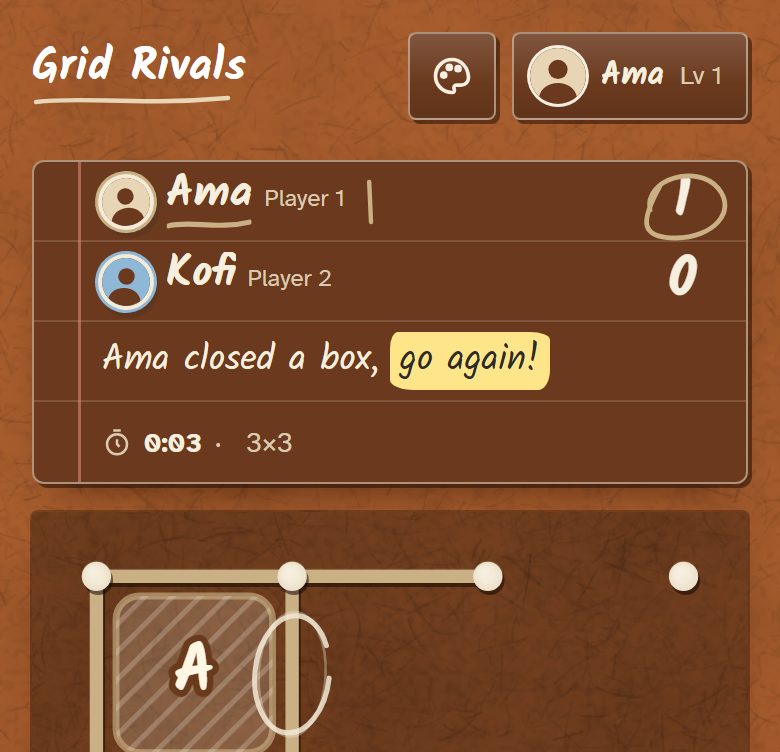 Grid Rivals
Ama Lv 1
Ama Player 1 1
Kofi Player 2 0
Ama closed a box, go again!
0:03 · 3×3
A